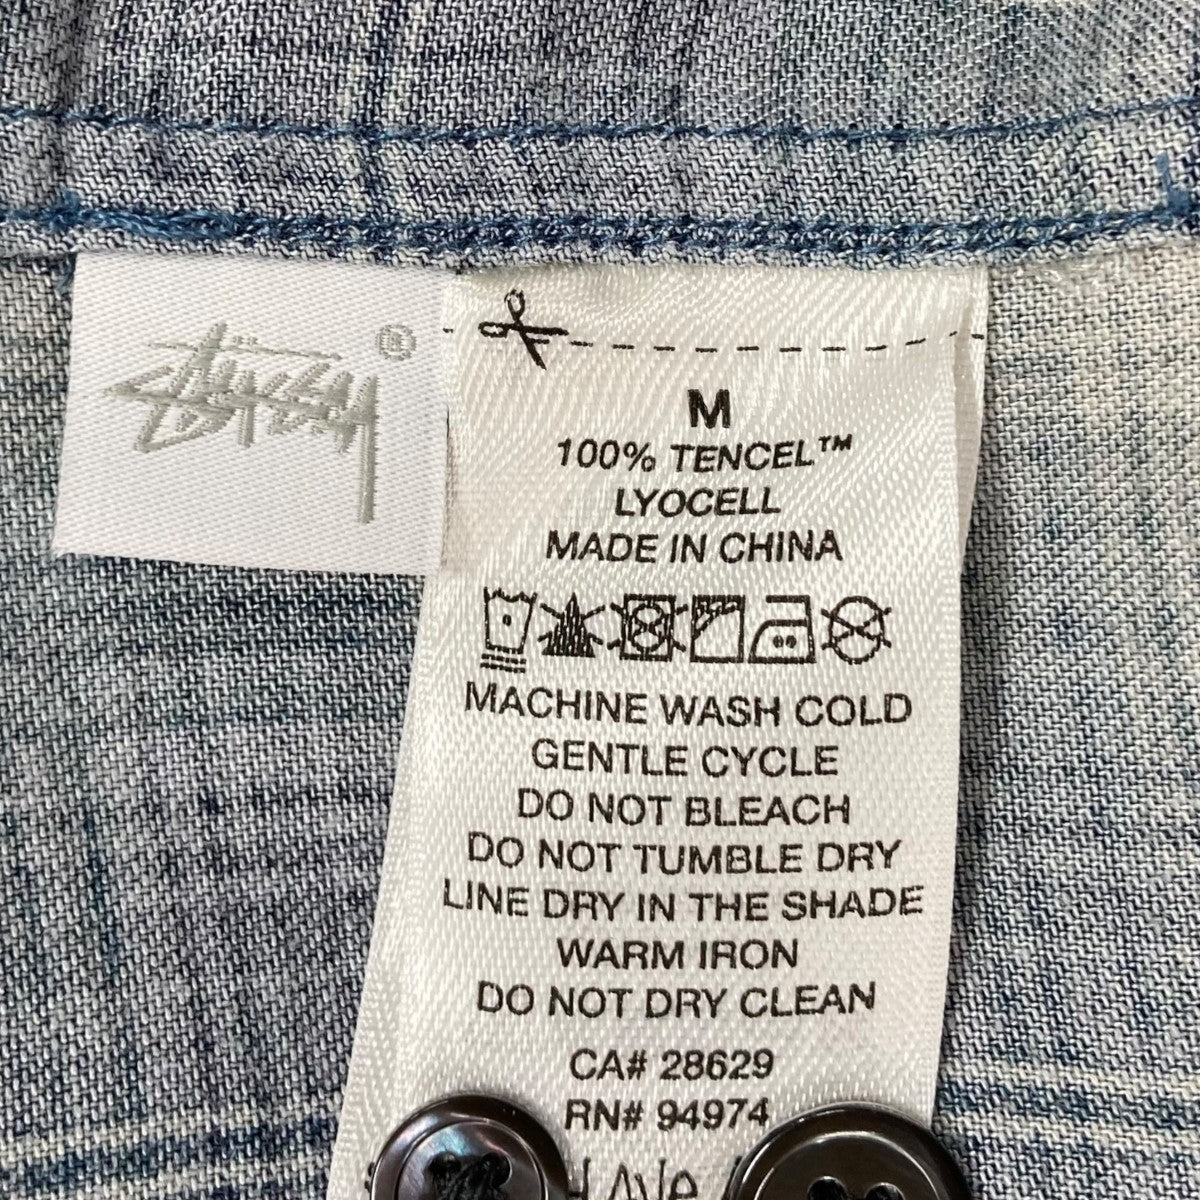 STÜSSY ®
M
100% TENCEL™
LYOCELL
MADE IN CHINA
MACHINE WASH COLD
GENTLE CYCLE
DO NOT BLEACH
DO NOT TUMBLE DRY
LINE DRY IN THE SHADE
WARM IRON
DO NOT DRY CLEAN
CA# 28629
RN# 94974
AVE